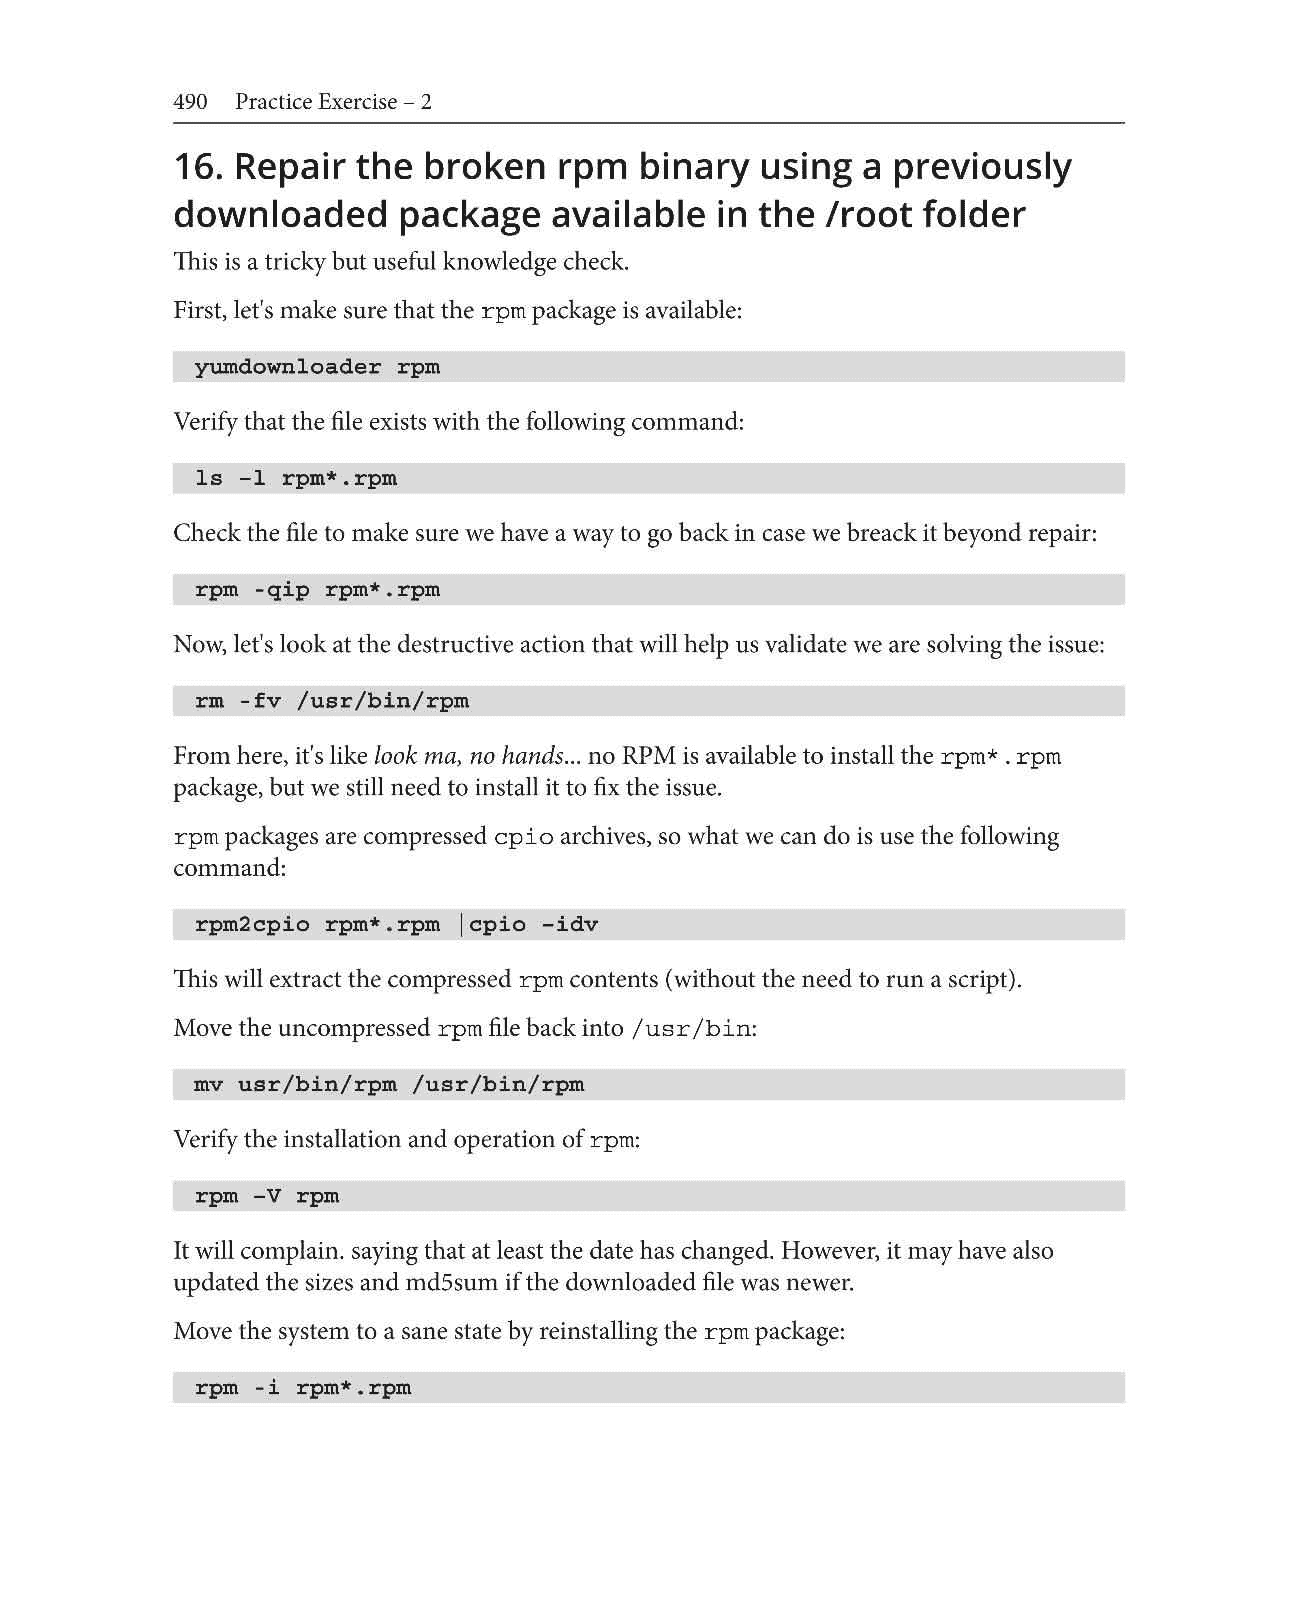 490 Practice Exercise – 2
16. Repair the broken rpm binary using a previously
downloaded package available in the /root folder
This is a tricky but useful knowledge check.
First, let's make sure that the rpm package is available:
yumdownloader rpm
Verify that the file exists with the following command:
ls –l rpm*.rpm
Check the file to make sure we have a way to go back in case we breack it beyond repair:
rpm -qip rpm*.rpm
Now, let's look at the destructive action that will help us validate we are solving the issue:
rm -fv /usr/bin/rpm
From here, it's like look ma, no hands... no RPM is available to install the rpm*.rpm
package, but we still need to install it to fix the issue.
rpm packages are compressed cpio archives, so what we can do is use the following
command:
rpm2cpio rpm*.rpm |cpio –idv
This will extract the compressed rpm contents (without the need to run a script).
Move the uncompressed rpm file back into /usr/bin:
mv usr/bin/rpm /usr/bin/rpm
Verify the installation and operation of rpm:
rpm –V rpm
It will complain. saying that at least the date has changed. However, it may have also
updated the sizes and md5sum if the downloaded file was newer.
Move the system to a sane state by reinstalling the rpm package:
rpm -i rpm*.rpm